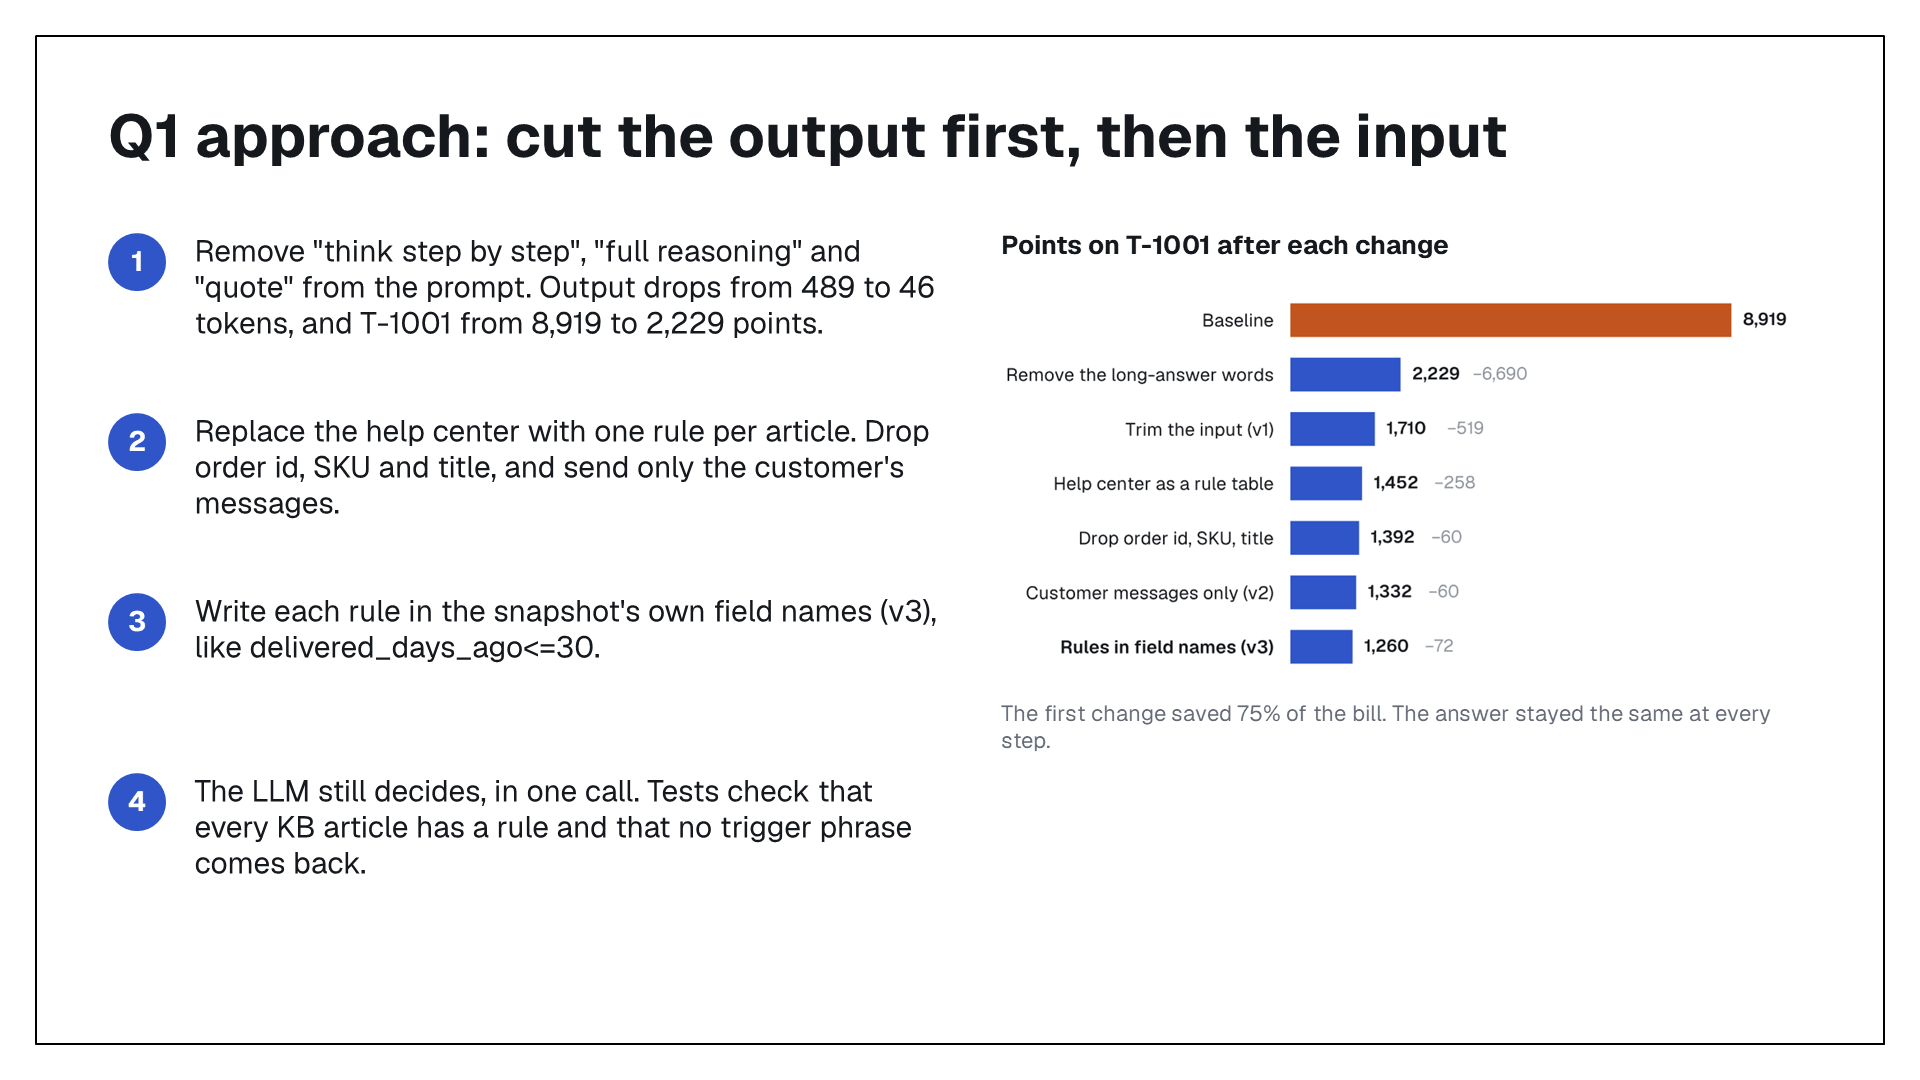 Q1 approach: cut the output first, then the input
1
Remove "think step by step", "full reasoning" and
"quote" from the prompt. Output drops from 489 to 46
tokens, and T-1001 from 8,919 to 2,229 points.
2
Replace the help center with one rule per article. Drop
order id, SKU and title, and send only the customer's
messages.
3
Write each rule in the snapshot's own field names (v3),
like delivered_days_ago<=30.
4
The LLM still decides, in one call. Tests check that
every KB article has a rule and that no trigger phrase
comes back.
Points on T-1001 after each change
Baseline 8,919
Remove the long-answer words 2,229 −6,690
Trim the input (v1) 1,710 −519
Help center as a rule table 1,452 −258
Drop order id, SKU, title 1,392 −60
Customer messages only (v2) 1,332 −60
Rules in field names (v3) 1,260 −72
The first change saved 75% of the bill. The answer stayed the same at every
step.